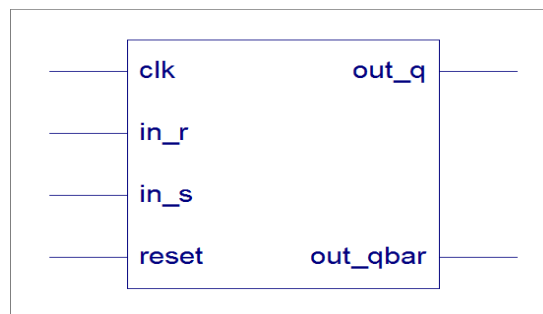 clk out_q
in_r
in_s
reset out_qbar